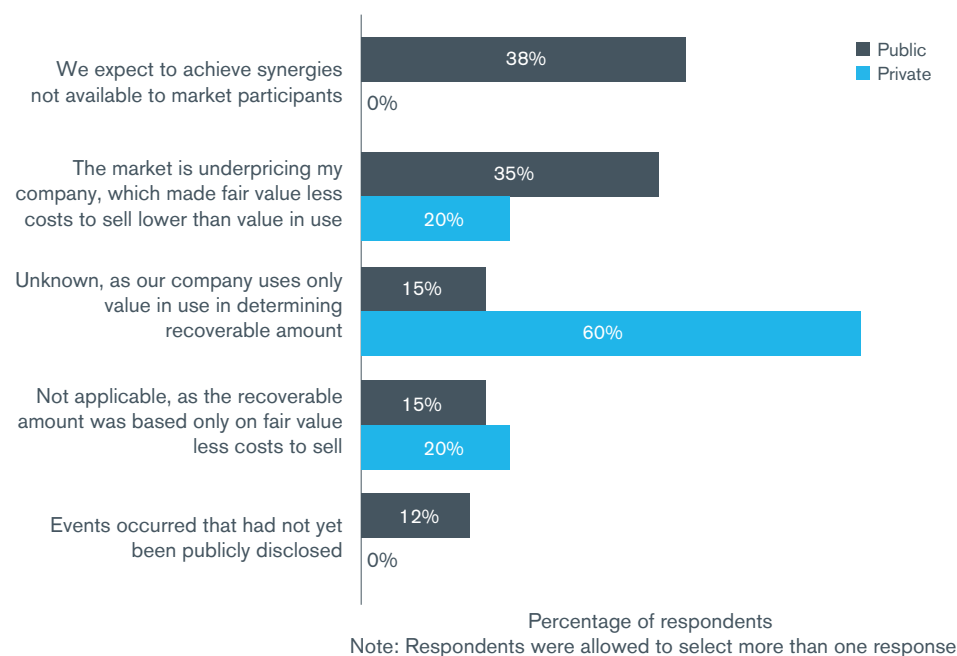 We expect to achieve synergies
not available to market participants
38%
0%
Public
Private
The market is underpricing my
company, which made fair value less
costs to sell lower than value in use
35%
20%
Unknown, as our company uses only
value in use in determining
recoverable amount
15%
60%
Not applicable, as the recoverable
amount was based only on fair value
less costs to sell
15%
20%
Events occurred that had not yet
been publicly disclosed
12%
0%
Percentage of respondents
Note: Respondents were allowed to select more than one response